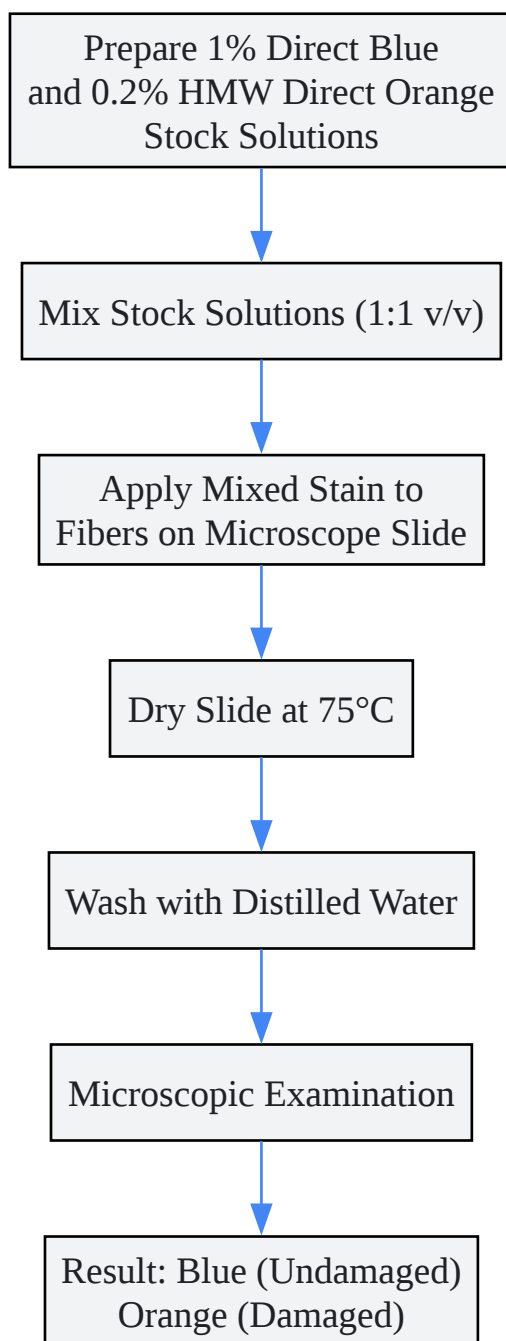 Prepare 1% Direct Blue
and 0.2% HMW Direct Orange
Stock Solutions
Mix Stock Solutions (1:1 v/v)
Apply Mixed Stain to
Fibers on Microscope Slide
Dry Slide at 75°C
Wash with Distilled Water
Microscopic Examination
Result: Blue (Undamaged)
Orange (Damaged)